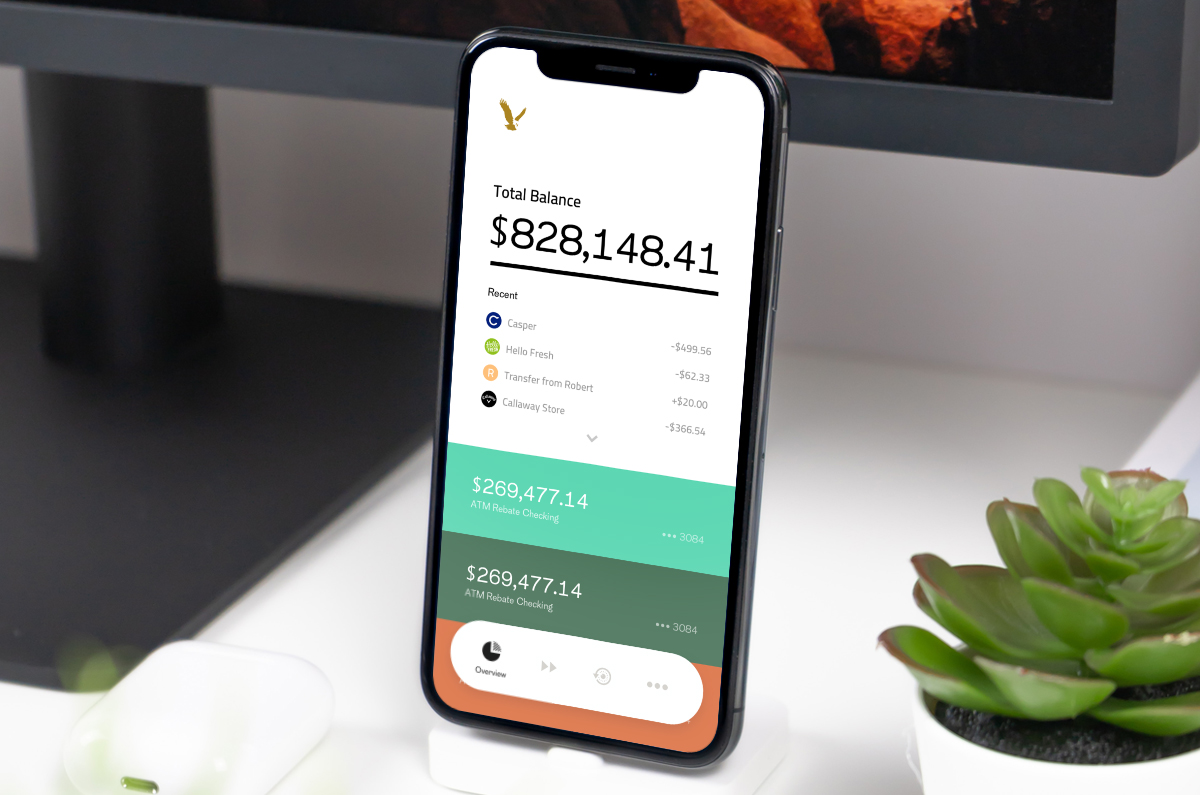 Total Balance
$828,148.41
Recent
Casper -$499.56
Hello Fresh -$62.33
R Transfer from Robert +$20.00
Callaway Store -$366.54
$269,477.14
ATM Rebate Checking
••• 3084
$269,477.14
ATM Rebate Checking
••• 3084
Overview